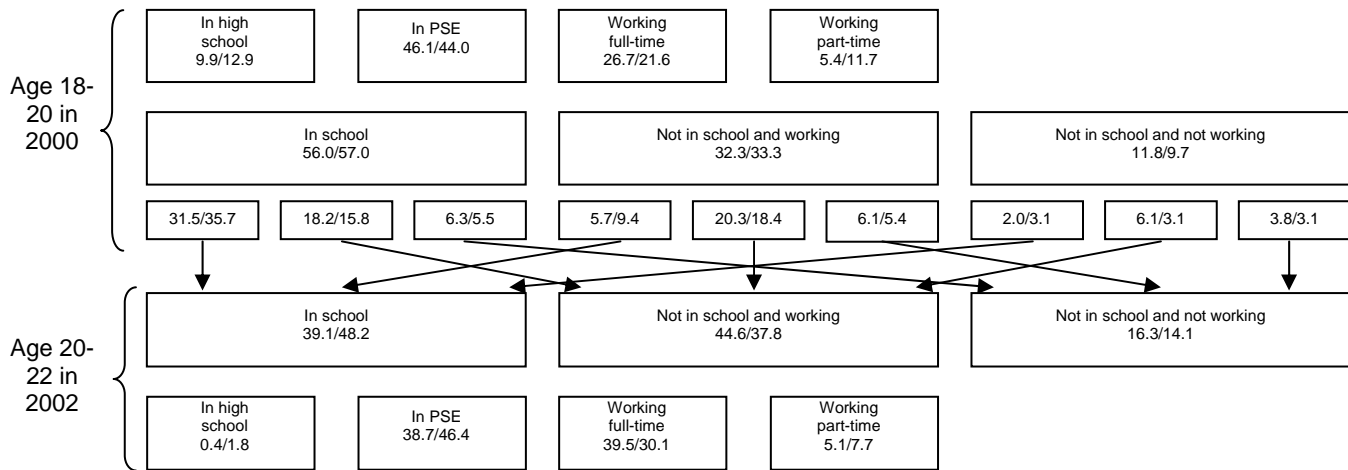 In high
school
9.9/12.9
In PSE
46.1/44.0
Working
full-time
26.7/21.6
Working
part-time
5.4/11.7
Age 18-
20 in
2000
In school
56.0/57.0
Not in school and working
32.3/33.3
Not in school and not working
11.8/9.7
31.5/35.7
18.2/15.8
6.3/5.5
5.7/9.4
20.3/18.4
6.1/5.4
2.0/3.1
6.1/3.1
3.8/3.1
Age 20-
22 in
2002
In school
39.1/48.2
Not in school and working
44.6/37.8
Not in school and not working
16.3/14.1
In high
school
0.4/1.8
In PSE
38.7/46.4
Working
full-time
39.5/30.1
Working
part-time
5.1/7.7